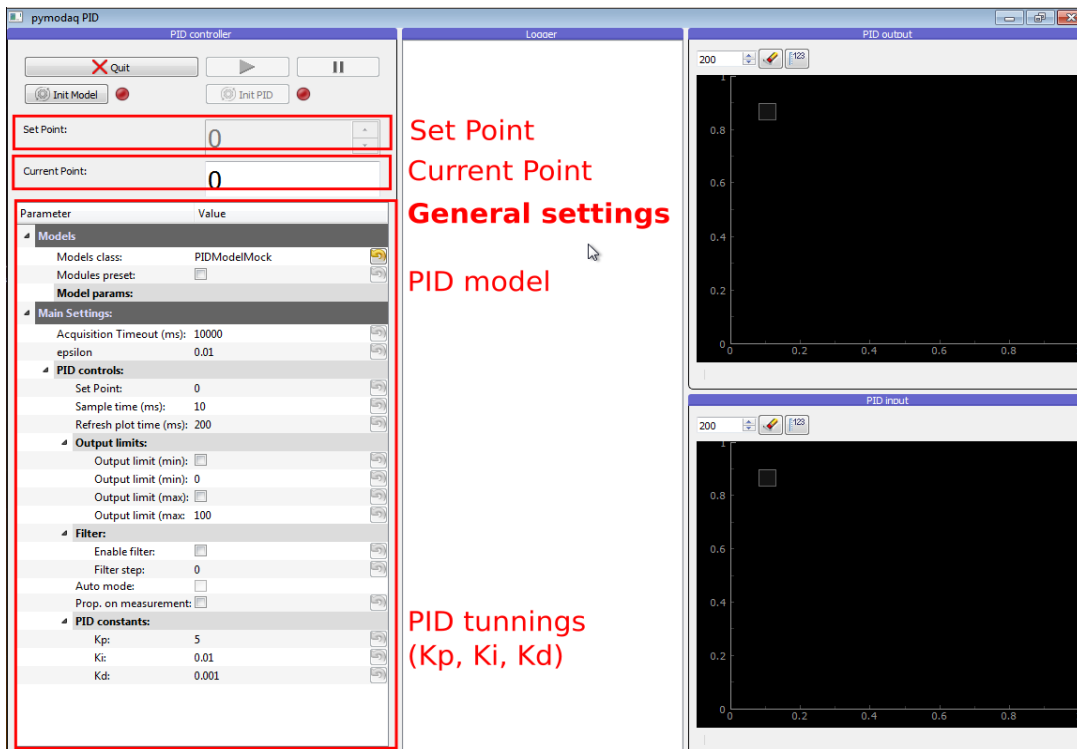 pymodaq PID
PID controller
Quit
Init Model
Init PID
Set Point:
0
Current Point:
0
Parameter Value
Models
Models class: PIDModelMock
Modules preset:
Model params:
Main Settings:
Acquisition Timeout (ms): 10000
epsilon 0.01
PID controls:
Set Point: 0
Sample time (ms): 10
Refresh plot time (ms): 200
Output limits:
Output limit (min):
Output limit (min): 0
Output limit (max):
Output limit (max: 100
Filter:
Enable filter:
Filter step: 0
Auto mode:
Prop. on measurement:
PID constants:
Kp: 5
Ki: 0.01
Kd: 0.001
Logger
Set Point
Current Point
General settings
PID model
PID tunnings
(Kp, Ki, Kd)
PID output
200
123
1
0.8
0.6
0.4
0.2
0
0 0.2 0.4 0.6 0.8
PID input
200
123
1
0.8
0.6
0.4
0.2
0
0 0.2 0.4 0.6 0.8